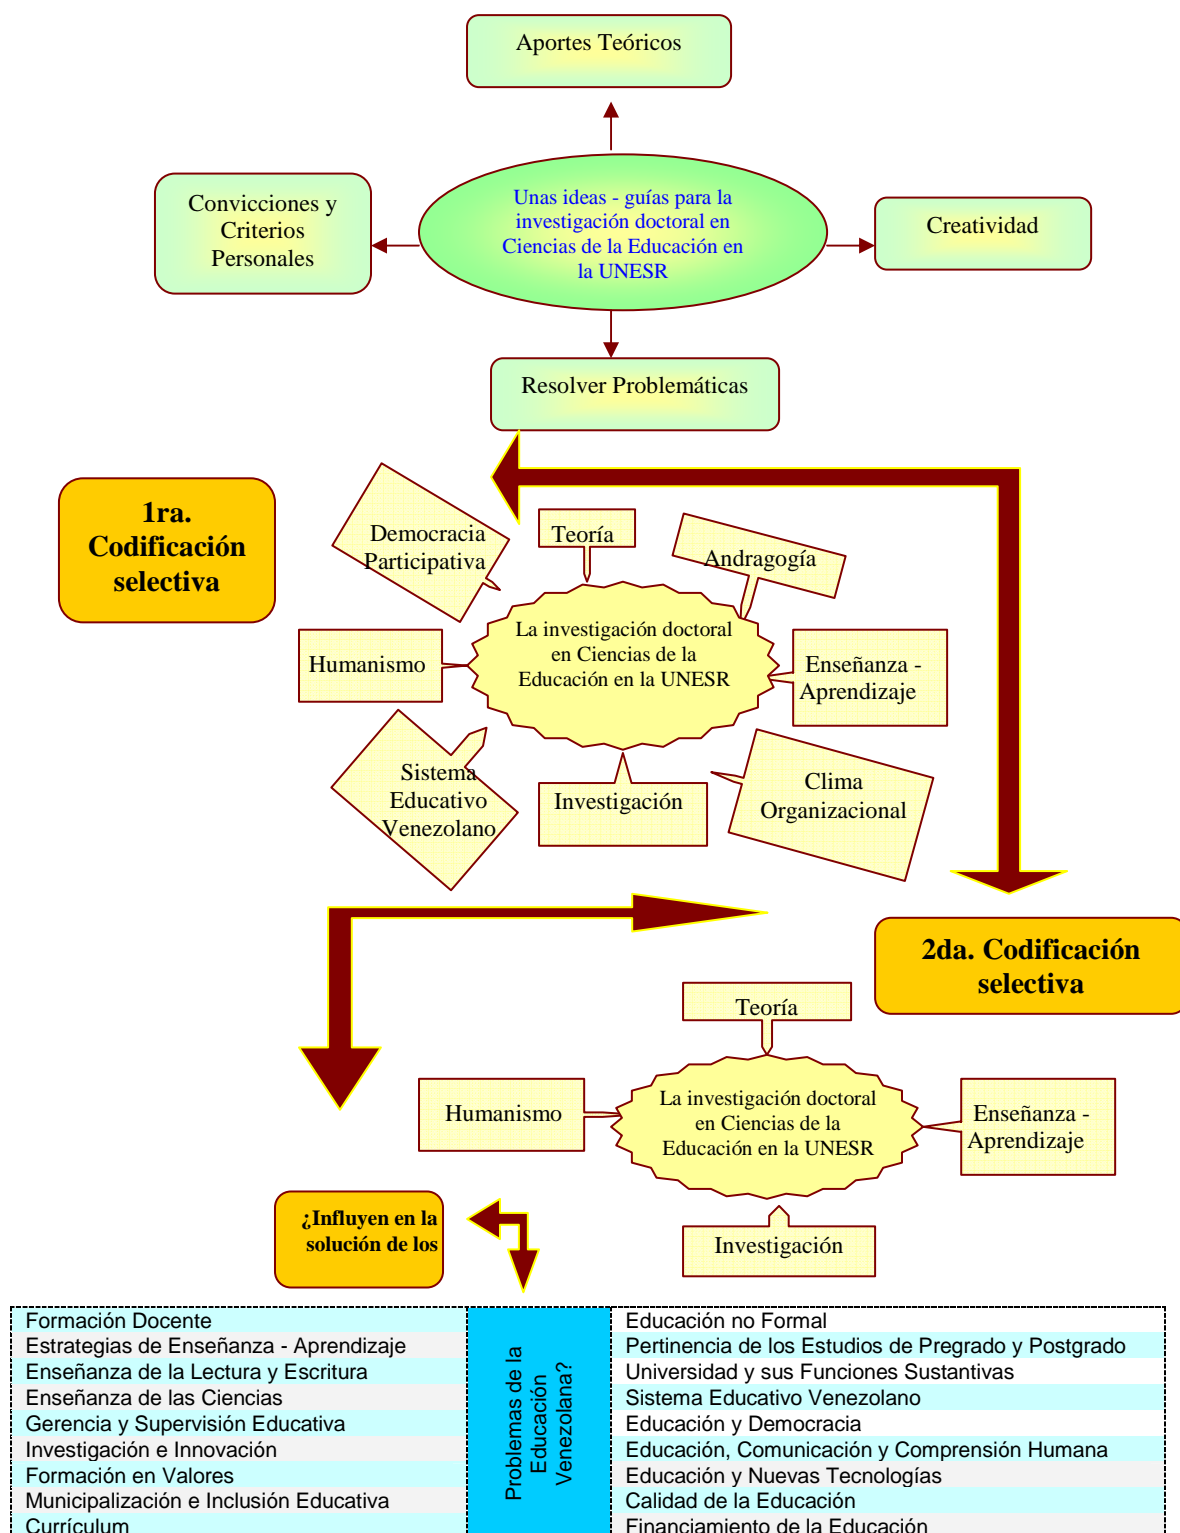 Aportes Teóricos
Unas ideas - guías para la
investigación doctoral en
Ciencias de la Educación en
la UNESR
Convicciones y
Criterios
Personales
Creatividad
Resolver Problemáticas
1ra.
Codificación
selectiva
Democracia
Participativa
Teoría
Andragogía
La investigación doctoral
en Ciencias de la
Educación en la UNESR
Humanismo
Enseñanza -
Aprendizaje
Sistema
Educativo
Venezolano
Investigación
Clima
Organizacional
2da. Codificación
selectiva
Teoría
Humanismo
La investigación doctoral
en Ciencias de la
Educación en la UNESR
Enseñanza -
Aprendizaje
Investigación
¿Influyen en la
solución de los
Formación Docente
Estrategias de Enseñanza - Aprendizaje
Enseñanza de la Lectura y Escritura
Enseñanza de las Ciencias
Gerencia y Supervisión Educativa
Investigación e Innovación
Formación en Valores
Municipalización e Inclusión Educativa
Currículum
Problemas de la
Educación
Venezolana?
Educación no Formal
Pertinencia de los Estudios de Pregrado y Postgrado
Universidad y sus Funciones Sustantivas
Sistema Educativo Venezolano
Educación y Democracia
Educación, Comunicación y Comprensión Humana
Educación y Nuevas Tecnologías
Calidad de la Educación
Financiamiento de la Educación